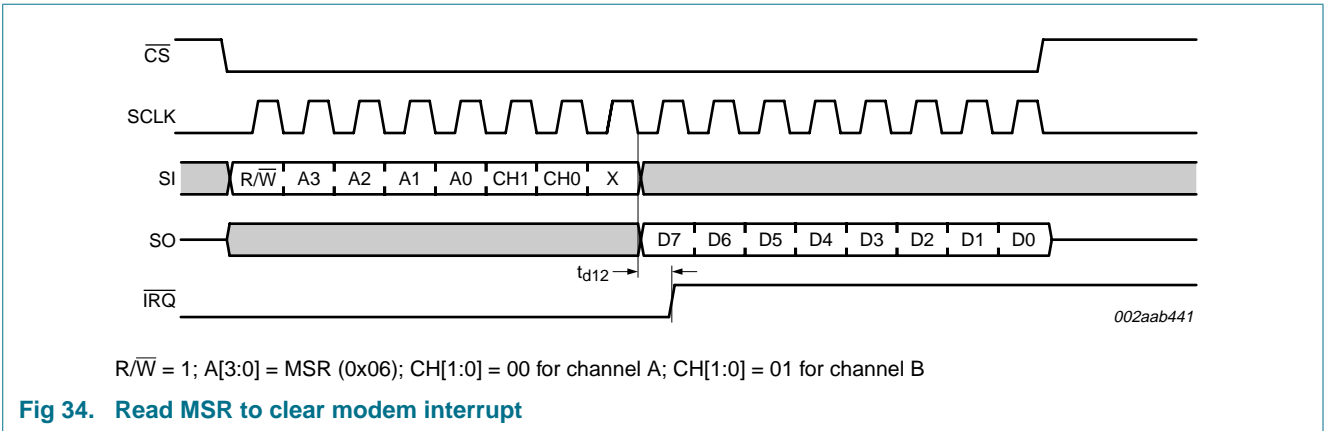 C̅S̅
SCLK
SI R/W̅ A3 A2 A1 A0 CH1 CH0 X
SO D7 D6 D5 D4 D3 D2 D1 D0
td12
I̅R̅Q̅
002aab441
R/W̅ = 1; A[3:0] = MSR (0x06); CH[1:0] = 00 for channel A; CH[1:0] = 01 for channel B
Fig 34. Read MSR to clear modem interrupt